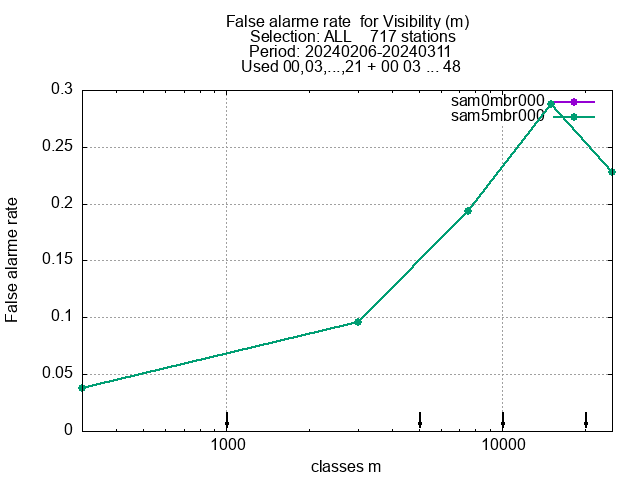 False alarme rate  for Visibility (m)
Selection: ALL    717 stations
Period: 20240206-20240311
Used 00,03,...,21 + 00 03 ... 48
0.3
sam0mbr000
sam5mbr000
0.25
0.2
0.15
0.1
0.05
0
False alarme rate
1000
10000
classes m